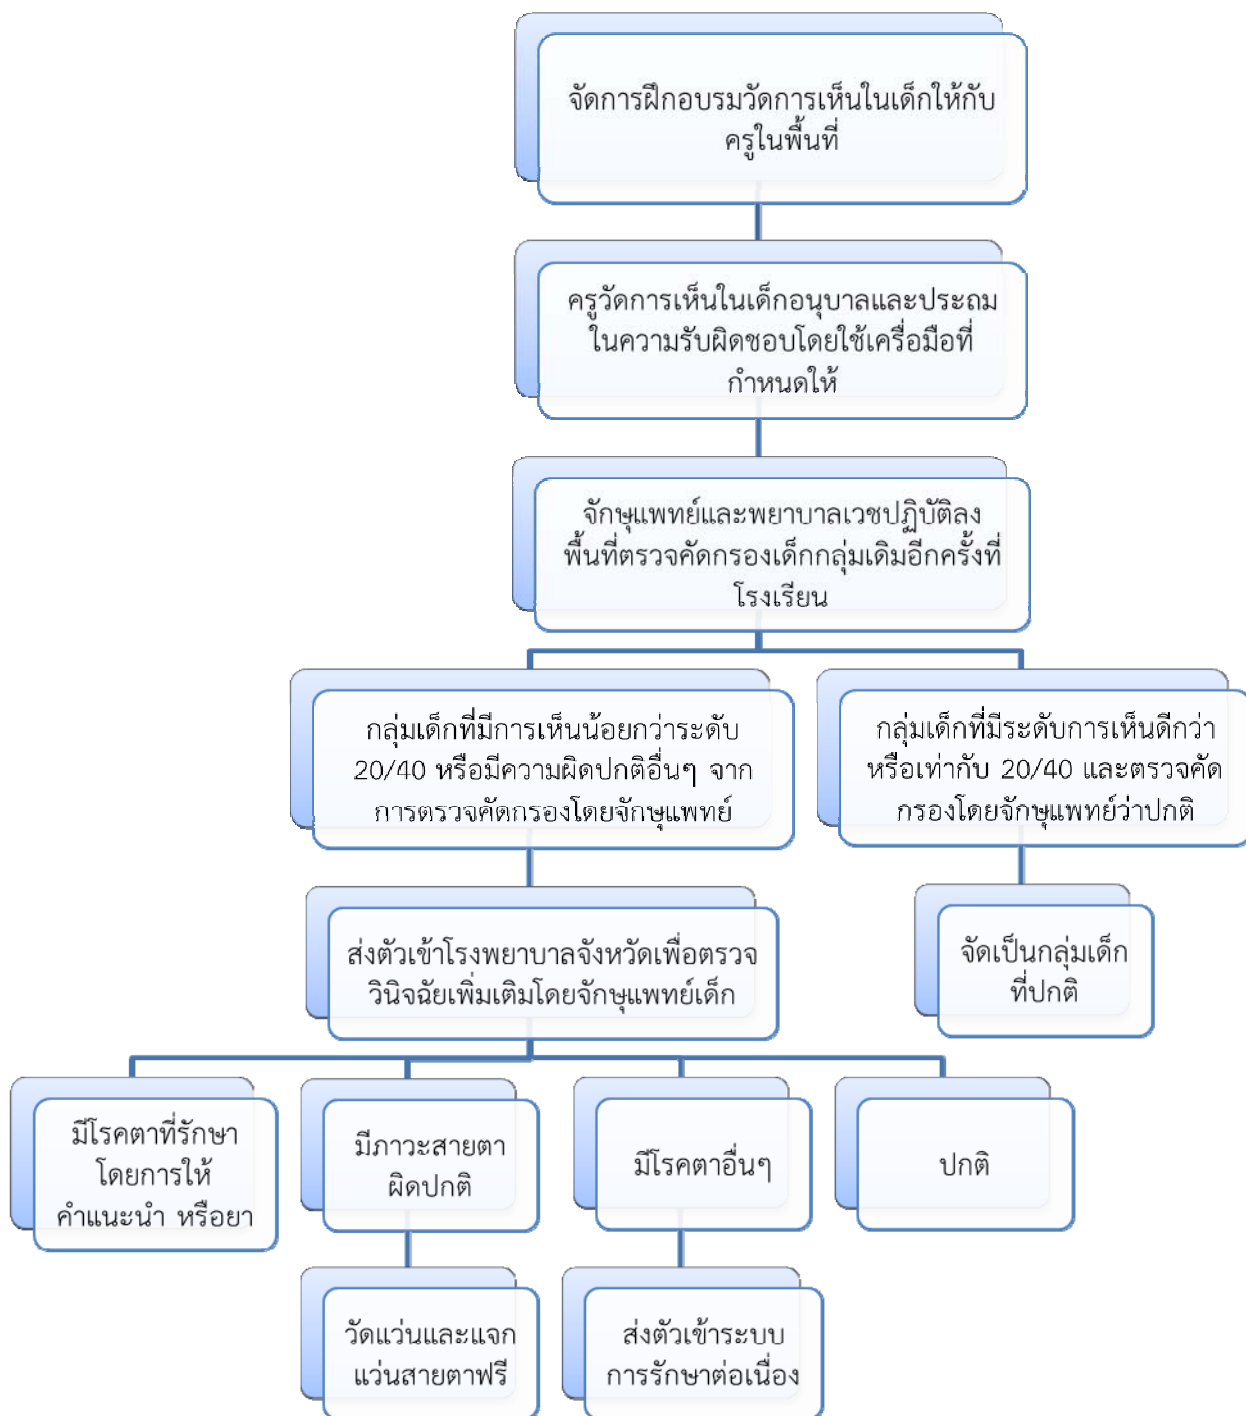 จัดการฝึกอบรมวัดการเห็นในเด็กให้กับ
ครูในพื้นที่
ครูวัดการเห็นในเด็กอนุบาลและประถม
ในความรับผิดชอบโดยใช้เครื่อมือที่
กำหนดให้
จักษุแพทย์และพยาบาลเวชปฏิบัติลง
พื้นที่ตรวจคัดกรองเด็กกลุ่มเดิมอีกครั้งที่
โรงเรียน
กลุ่มเด็กที่มีการเห็นน้อยกว่าระดับ
20/40 หรือมีความผิดปกติอื่นๆ จาก
การตรวจคัดกรองโดยจักษุแพทย์
กลุ่มเด็กที่มีระดับการเห็นดีกว่า
หรือเท่ากับ 20/40 และตรวจคัด
กรองโดยจักษุแพทย์ว่าปกติ
ส่งตัวเข้าโรงพยาบาลจังหวัดเพื่อตรวจ
วินิจฉัยเพิ่มเติมโดยจักษุแพทย์เด็ก
จัดเป็นกลุ่มเด็ก
ที่ปกติ
มีโรคตาที่รักษา
โดยการให้
คำแนะนำ หรือยา
มีภาวะสายตา
ผิดปกติ
มีโรคตาอื่นๆ
ปกติ
วัดแว่นและแจก
แว่นสายตาฟรี
ส่งตัวเข้าระบบ
การรักษาต่อเนื่อง